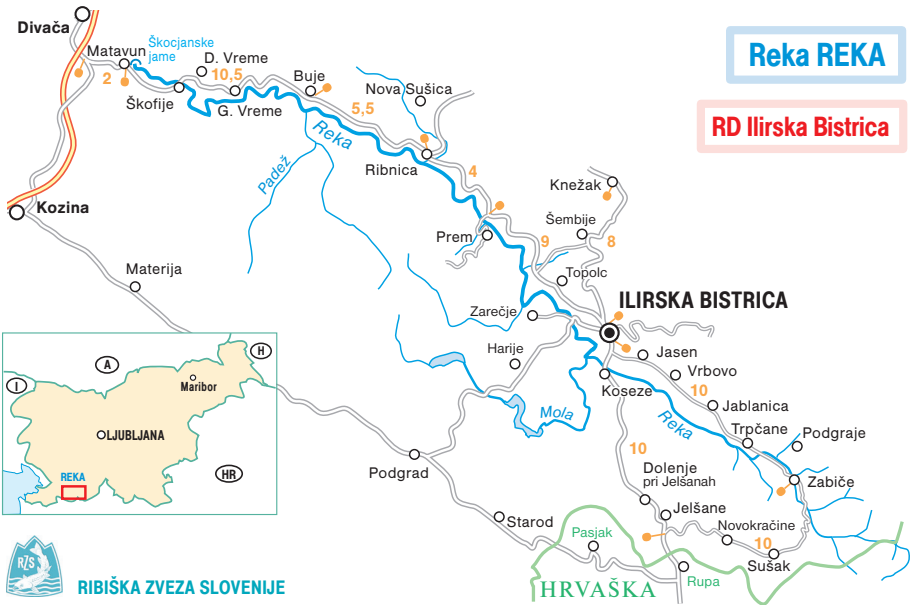 Divača
Matavun
Škocjanske
jame
D. Vreme
2
10,5
Škofije
G. Vreme
Buje
Nova Sušica
5,5
Reka
Padež
Ribnica
4
Reka REKA
RD Ilirska Bistrica
Knežak
Šembije
Kozina
Prem
9
8
Topolc
Materija
Zarečje
ILIRSKA BISTRICA
Harije
Jasen
Vrbovo
Koseze
10
Jablanica
Mola
Reka
Trpčane
Podgraje
10
Podgrad
Dolenje
pri Jelšanah
Zabiče
Jelšane
Starod
Novokračine
Pasjak
10
Sušak
Rupa
HRVAŠKA
A
H
I
Maribor
LJUBLJANA
HR
REKA
RZS
RIBIŠKA ZVEZA SLOVENIJE